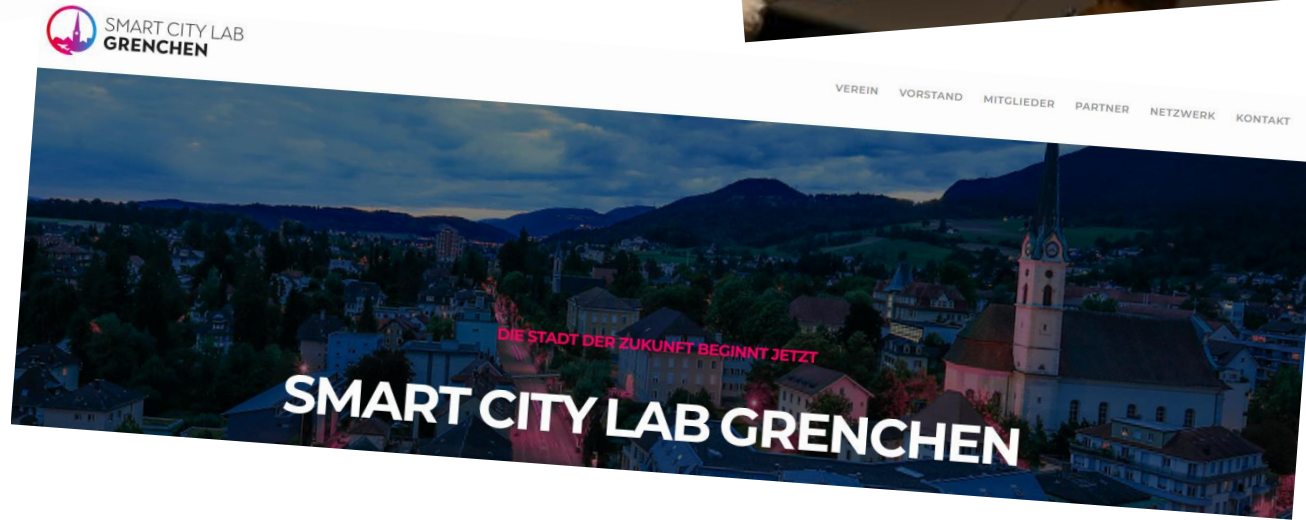 SMART CITY LAB
GRENCHEN
VEREIN VORSTAND MITGLIEDER PARTNER NETZWERK KONTAKT
DIE STADT DER ZUKUNFT BEGINNT JETZT
SMART CITY LAB GRENCHEN